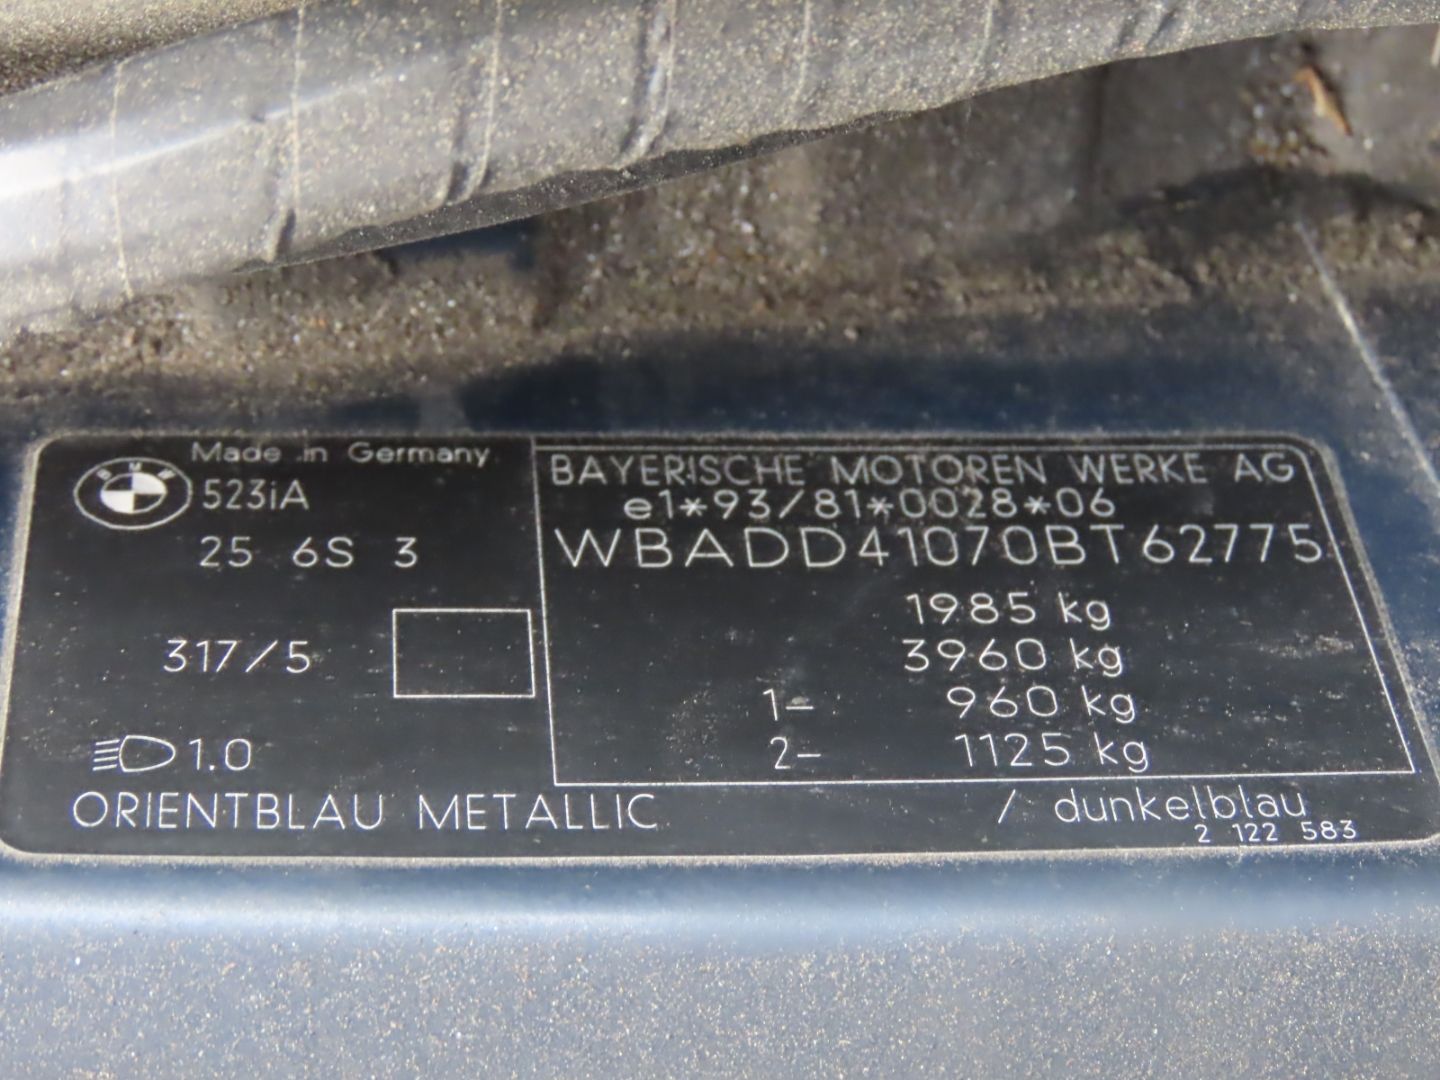 Made in Germany
BMW
523iA
25 6S 3
317/5
1.0
BAYERISCHE MOTOREN WERKE AG
e1*93/81*0028*06
WBADD41070BT62775
1985 kg
3960 kg
1- 960 kg
2- 1125 kg
ORIENTBLAU METALLIC / dunkelblau
2 122 583